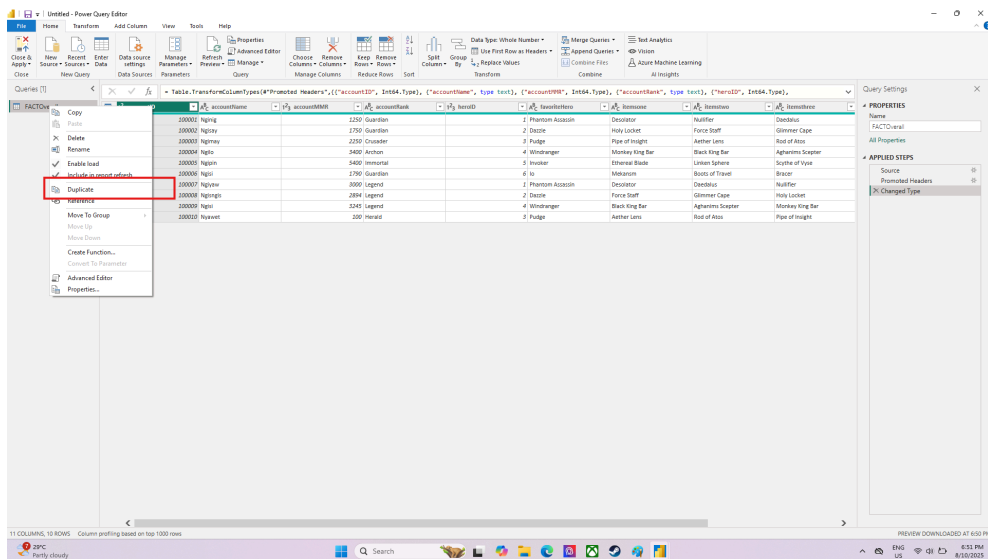 Untitled - Power Query Editor
File Home Transform Add Column View Tools Help
Close & Apply
New Source
Recent Sources
Enter Data
Data source settings
Manage Parameters
Refresh Preview
Properties
Advanced Editor
Manage
Choose Columns
Remove Columns
Keep Rows
Remove Rows
Split Column
Group By
Data Type: Whole Number
Use First Row as Headers
Replace Values
Merge Queries
Append Queries
Combine Files
Text Analytics
Vision
Azure Machine Learning
Close New Query Data Sources Parameters Query Manage Columns Reduce Rows Sort Transform Combine AI Insights
Queries [1]
= Table.TransformColumnTypes(#"Promoted Headers",{{"accountID", Int64.Type}, {"accountName", type text}, {"accountMMR", Int64.Type}, {"accountRank", type text}, {"heroID", Int64.Type},
accountName accountMMR accountRank heroID favoriteHero itemsone itemstwo itemsthree
100001 Nginig 1250 Guardian 1 Phantom Assassin Desolator Nullifier Daedalus
100002 Ngisay 1750 Guardian 2 Dazzle Holy Locket Force Staff Glimmer Cape
100003 Ngimay 2250 Crusader 3 Pudge Pipe of Insight Aether Lens Rod of Atos
100004 Ngilo 3400 Archon 4 Windranger Monkey King Bar Black King Bar Aghanims Scepter
100005 Ngipin 5400 Immortal 5 Invoker Ethereal Blade Linken Sphere Scythe of Vyse
100006 Ngisi 1790 Guardian 6 Io Mekansm Boots of Travel Bracer
100007 Ngiyaw 3000 Legend 1 Phantom Assassin Desolator Daedalus Nullifier
100008 Ngisngis 2894 Legend 2 Dazzle Force Staff Glimmer Cape Holy Locket
100009 Ngisi 3245 Legend 4 Windranger Black King Bar Aghanims Scepter Monkey King Bar
100010 Nyawet 100 Herald 3 Pudge Aether Lens Rod of Atos Pipe of Insight
Copy
Paste
Delete
Rename
Enable load
Include in report refresh
Duplicate
Reference
Move To Group
Move Up
Move Down
Create Function...
Convert To Parameter
Advanced Editor
Properties...
Query Settings
PROPERTIES
Name
FACTOverall
All Properties
APPLIED STEPS
Source
Promoted Headers
Changed Type
11 COLUMNS, 10 ROWS Column profiling based on top 1000 rows
PREVIEW DOWNLOADED AT 6:50 PM
29°C
Partly cloudy
Search
ENG
US
6:51 PM
8/10/2025